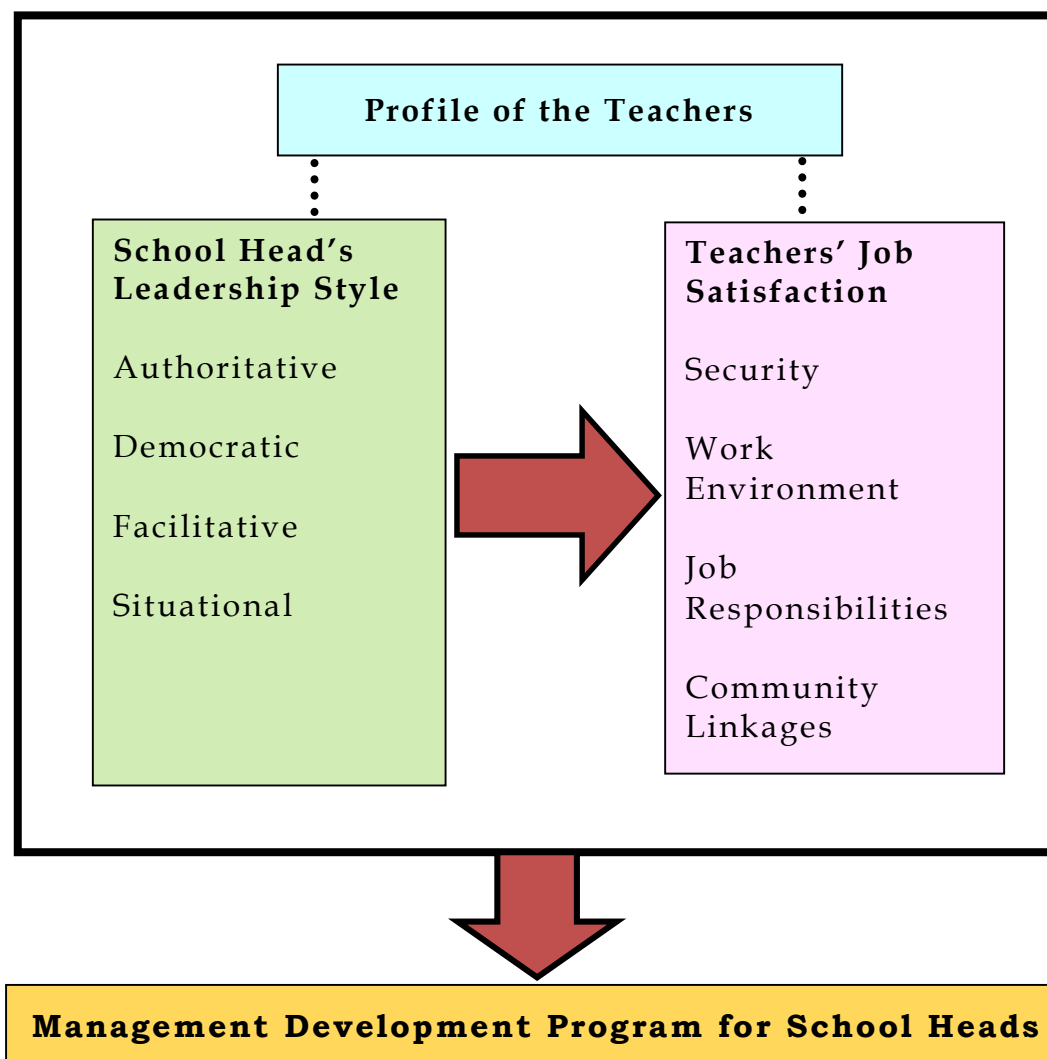 Profile of the Teachers
School Head’s
Leadership Style
Authoritative
Democratic
Facilitative
Situational
Teachers’ Job
Satisfaction
Security
Work
Environment
Job
Responsibilities
Community
Linkages
Management Development Program for School Heads